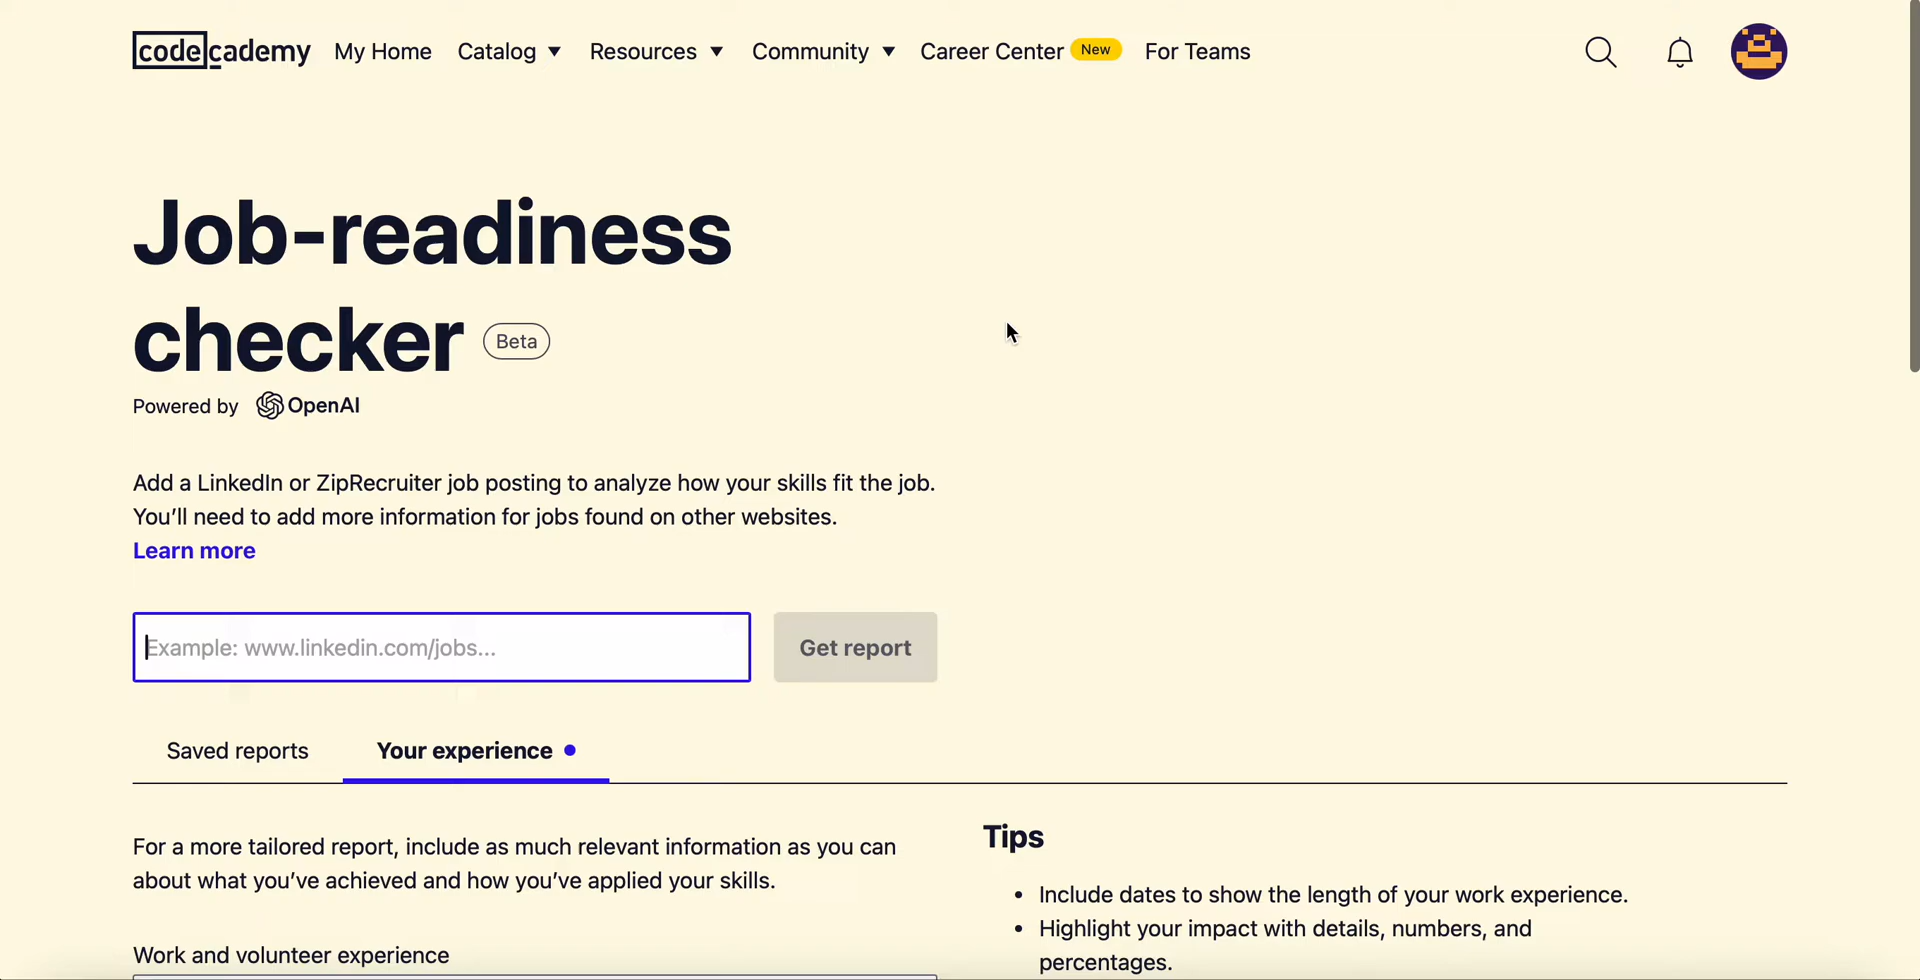 codecademy My Home Catalog Resources Community Career Center New For Teams
Job-readiness
checker Beta
Powered by OpenAI
Add a LinkedIn or ZipRecruiter job posting to analyze how your skills fit the job.
You’ll need to add more information for jobs found on other websites.
Learn more
Example: www.linkedin.com/jobs...
Get report
Saved reports Your experience
For a more tailored report, include as much relevant information as you can
about what you’ve achieved and how you’ve applied your skills.
Work and volunteer experience
Tips
• Include dates to show the length of your work experience.
• Highlight your impact with details, numbers, and
percentages.